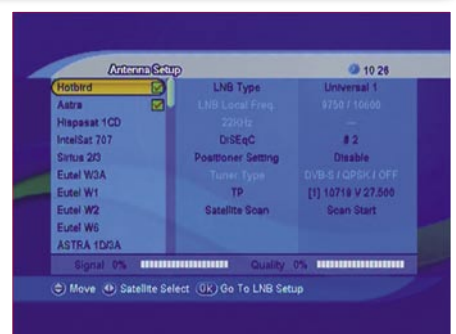 Antenna Setup 10 26
Hotbird LNB Type Universal 1
Astra LNB Local Freq. 9750 / 10600
Hispasat 1CD 22KHz ---
IntelSat 707 DiSEqC # 2
Sirius 2/3 Positioner Setting Disable
Eutel W3A Tuner Type DVB-S / QPSK / OFF
Eutel W1 TP [1] 10719 V 27.500
Eutel W2 Satellite Scan Scan Start
Eutel W6
ASTRA 1D/3A
Signal 0% Quality 0%
Move Satellite Select OK Go To LNB Setup